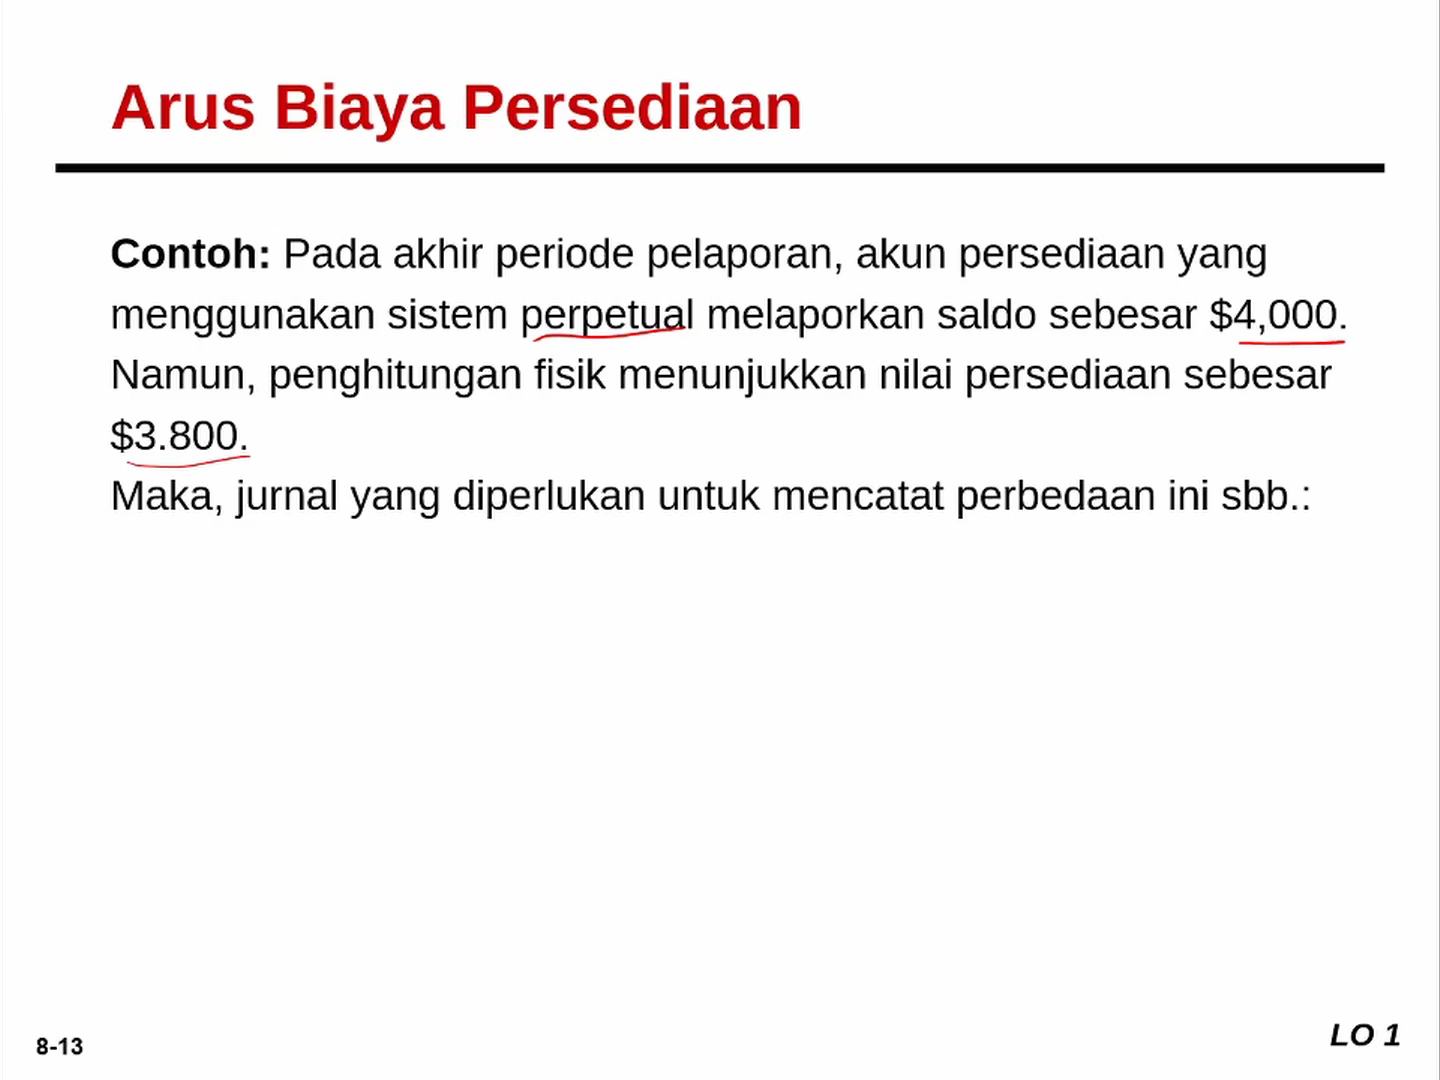 Arus Biaya Persediaan
Contoh: Pada akhir periode pelaporan, akun persediaan yang
menggunakan sistem perpetual melaporkan saldo sebesar $4,000.
Namun, penghitungan fisik menunjukkan nilai persediaan sebesar
$3.800.
Maka, jurnal yang diperlukan untuk mencatat perbedaan ini sbb.:
8-13
LO 1